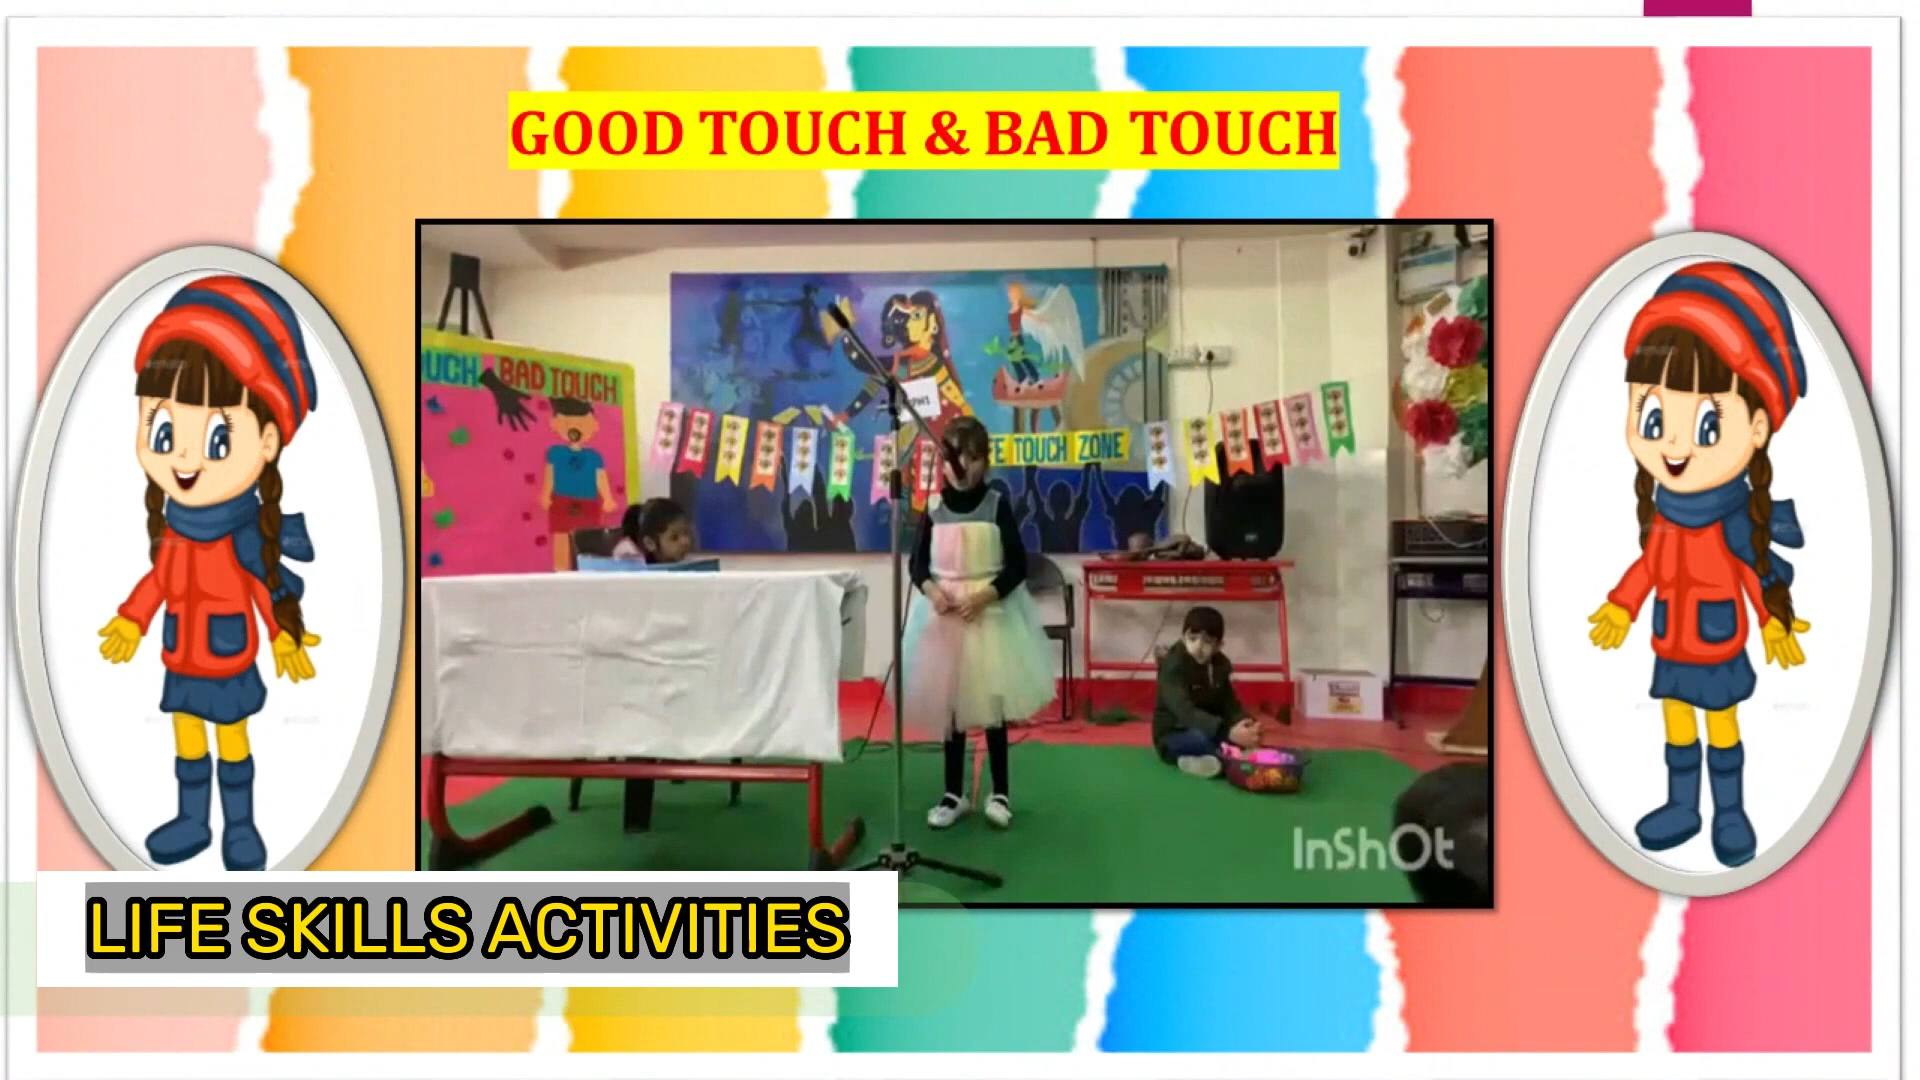 GOOD TOUCH & BAD TOUCH
BAD TOUCH
TOUCH ZONE
InShOt
LIFE SKILLS ACTIVITIES